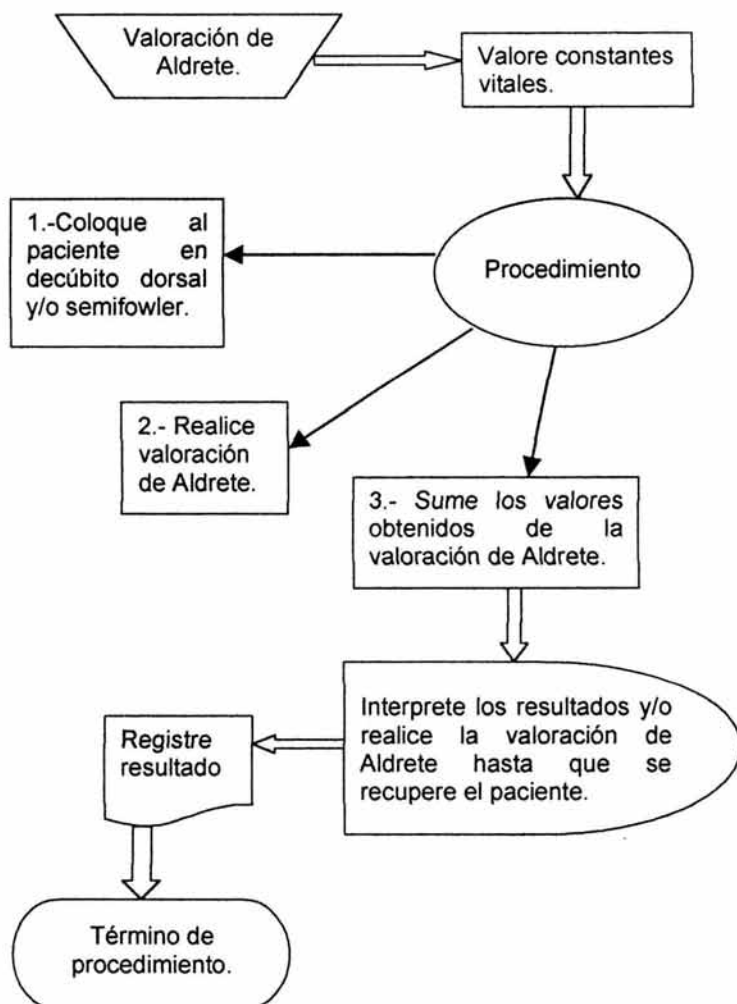 Valoración de
Aldrete.
Valore constantes
vitales.
1.-Coloque al
paciente en
decúbito dorsal
y/o semifowler.
Procedimiento
2.- Realice
valoración
de Aldrete.
3.- Sume los valores
obtenidos de la
valoración de Aldrete.
Interprete los resultados y/o
realice la valoración de
Aldrete hasta que se
recupere el paciente.
Registre
resultado
Término de
procedimiento.